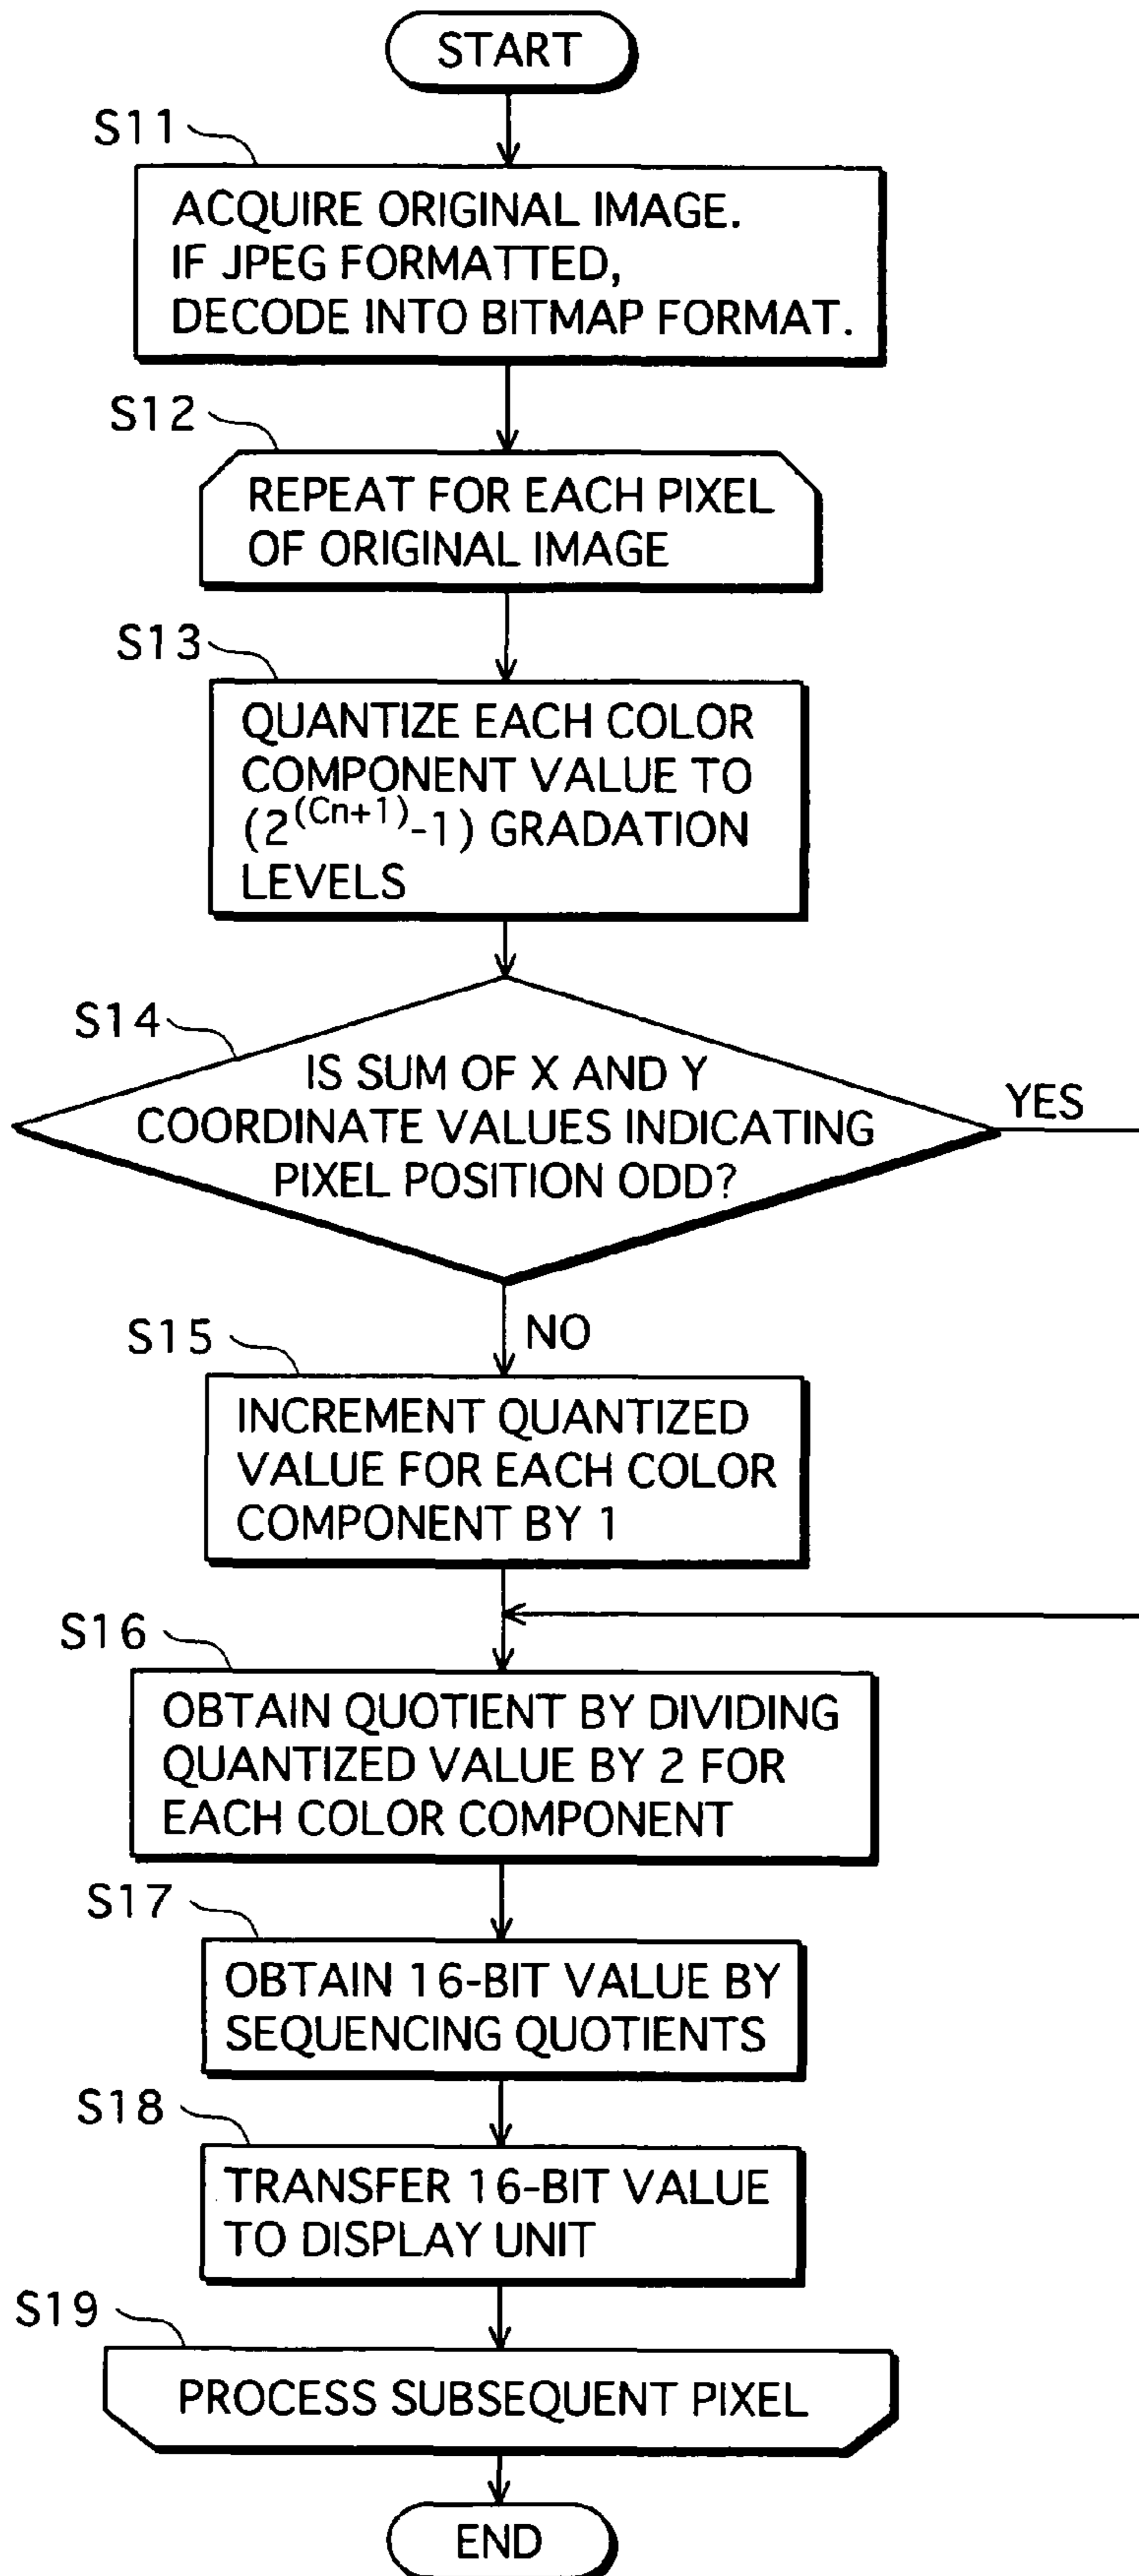 START
S11
ACQUIRE ORIGINAL IMAGE.
IF JPEG FORMATTED,
DECODE INTO BITMAP FORMAT.
S12
REPEAT FOR EACH PIXEL
OF ORIGINAL IMAGE
S13
QUANTIZE EACH COLOR
COMPONENT VALUE TO
(2^(Cn+1)-1) GRADATION
LEVELS
S14
IS SUM OF X AND Y
COORDINATE VALUES INDICATING
PIXEL POSITION ODD?
YES
NO
S15
INCREMENT QUANTIZED
VALUE FOR EACH COLOR
COMPONENT BY 1
S16
OBTAIN QUOTIENT BY DIVIDING
QUANTIZED VALUE BY 2 FOR
EACH COLOR COMPONENT
S17
OBTAIN 16-BIT VALUE BY
SEQUENCING QUOTIENTS
S18
TRANSFER 16-BIT VALUE
TO DISPLAY UNIT
S19
PROCESS SUBSEQUENT PIXEL
END